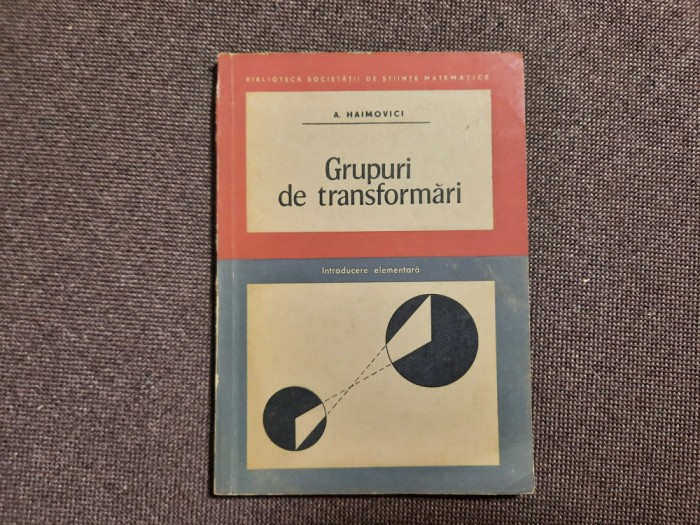 BIBLIOTECA SOCIETĂȚII DE ȘTIINȚE MATEMATICE
A. HAIMOVICI
Grupuri
de transformări
Introducere elementară